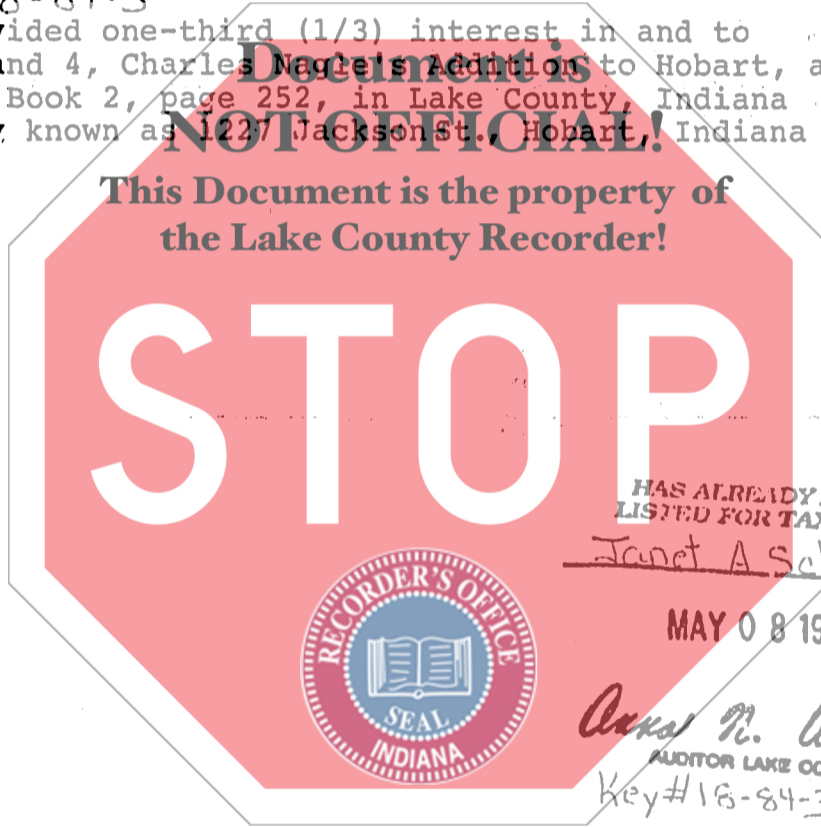 vided one-third (1/3) interest in and to
nd 4, Charles Nagle's Addition to Hobart, a
Book 2, page 252, in Lake County, Indiana
known as 1227 Jackson St., Hobart, Indiana
Document is
NOT OFFICIAL!
This Document is the property of
the Lake County Recorder!
STOP
HAS ALREADY
LISTED FOR TAX
Janet A Sc
MAY 0 8 19
RECORDER'S OFFICE
SEAL
INDIANA
AUDITOR LAKE CO
Key#18-84-